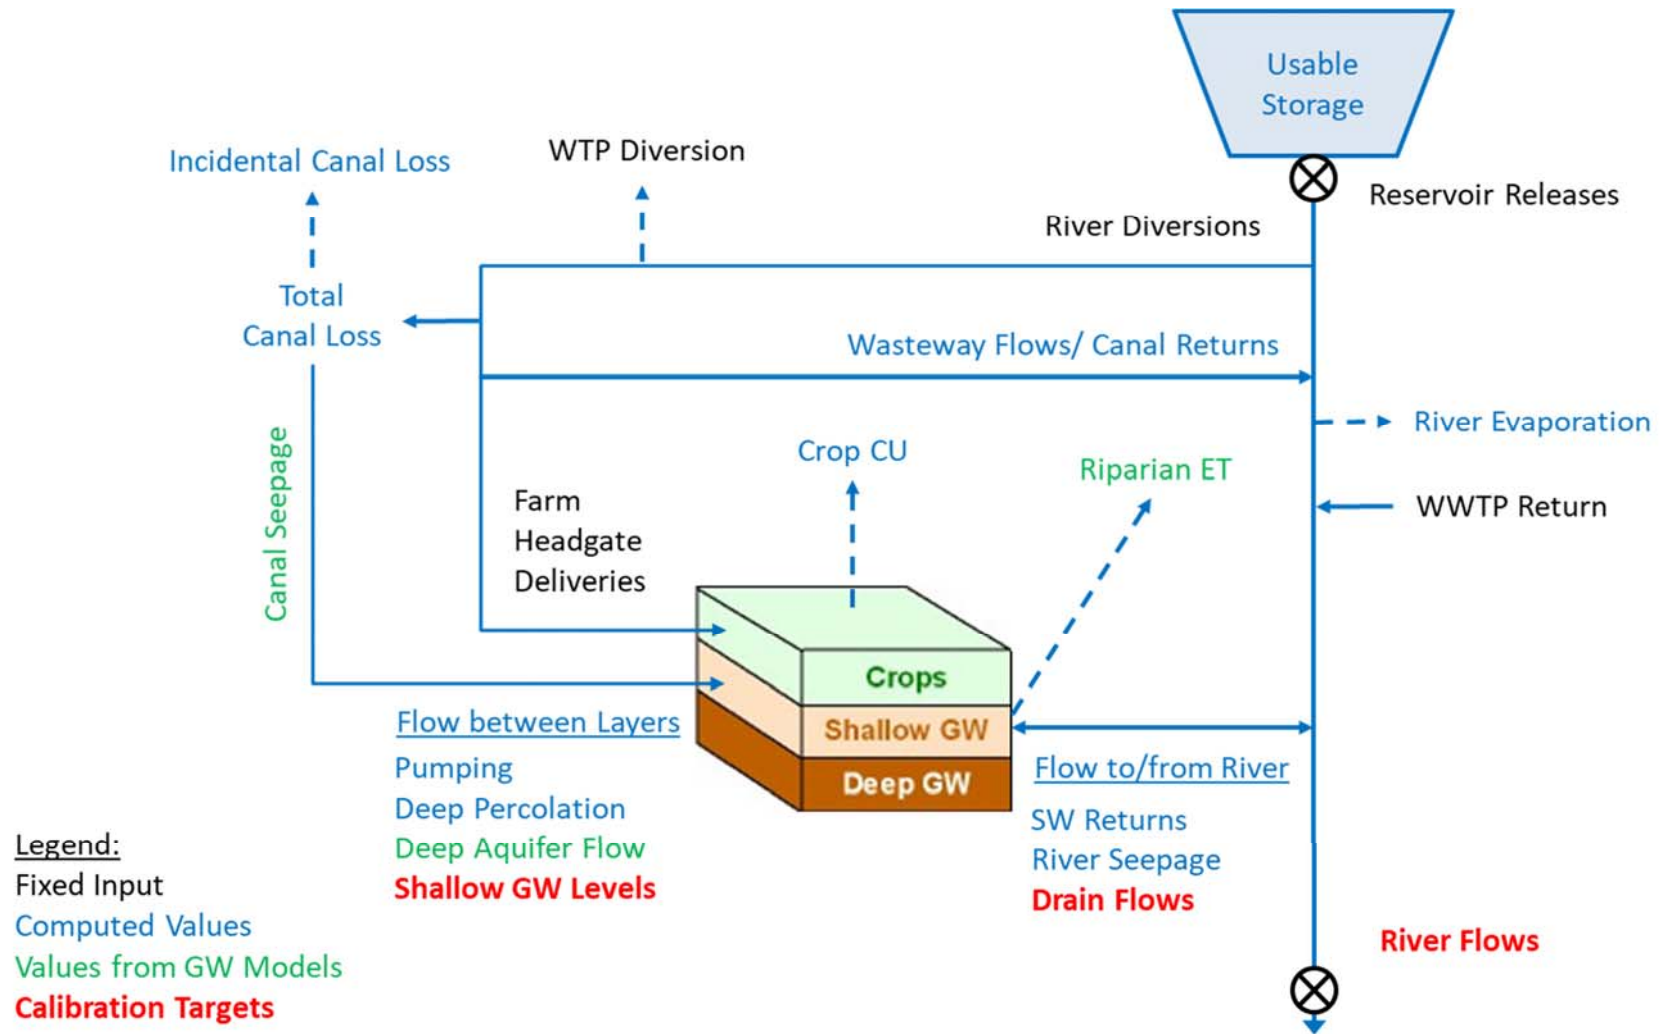 Usable
Storage
Incidental Canal Loss
WTP Diversion
Reservoir Releases
River Diversions
Total
Canal Loss
Wasteway Flows/ Canal Returns
River Evaporation
Crop CU
Riparian ET
Canal Seepage
Farm
Headgate
Deliveries
WWTP Return
Crops
Shallow GW
Deep GW
Flow between Layers
Pumping
Deep Percolation
Deep Aquifer Flow
Shallow GW Levels
Flow to/from River
SW Returns
River Seepage
Drain Flows
River Flows
Legend:
Fixed Input
Computed Values
Values from GW Models
Calibration Targets